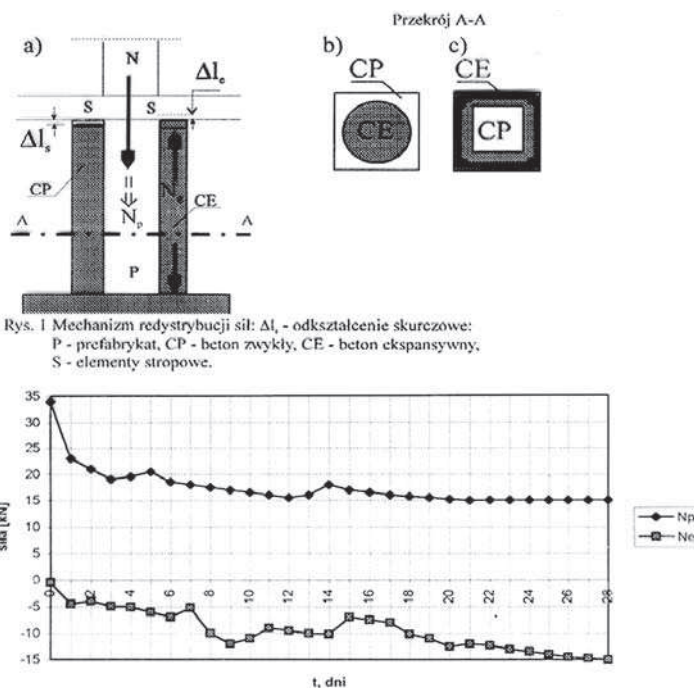 Przekrój A-A
a)
N
Δl_e
b)
c)
CP
CE
S
S
Δl_s
CE
CP
CP
N_p
CE
A
A
P
Rys. 1 Mechanizm redystrybucji sił: Δl_s - odkształcenie skurczowe:
P - prefabrykat, CP - beton zwykły, CE - beton ekspansywny,
S - elementy stropowe.
35
30
25
20
15
10
5
0
-5
-10
-15
siła [kN]
0 2 4 6 8 10 12 14 16 18 20 22 24 26 28
t, dni
Np
Ne